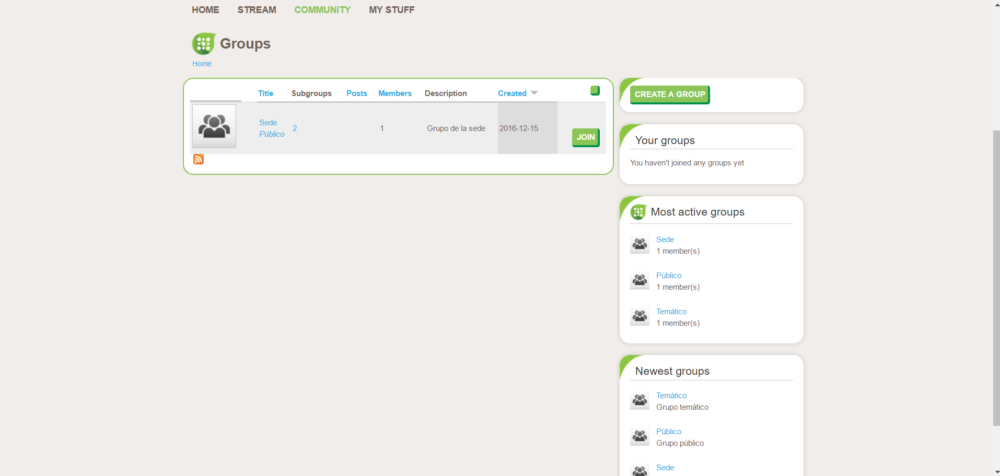 HOME STREAM COMMUNITY MY STUFF
Groups
Home
Title Subgroups Posts Members Description Created
Sede
Público
2 1 Grupo de la sede 2016-12-15
JOIN
CREATE A GROUP
Your groups
You haven't joined any groups yet
Most active groups
Sede
1 member(s)
Público
1 member(s)
Temático
1 member(s)
Newest groups
Temático
Grupo temático
Público
Grupo público
Sede